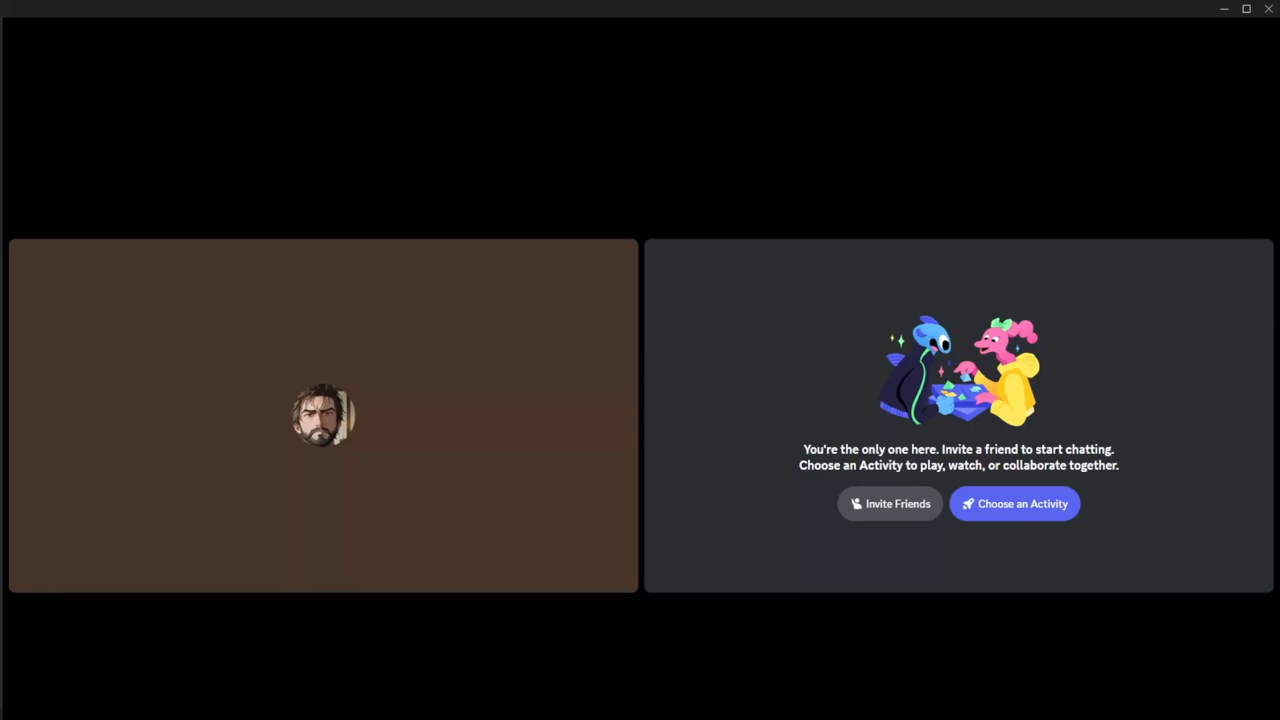 You're the only one here. Invite a friend to start chatting.
Choose an Activity to play, watch, or collaborate together.
Invite Friends
Choose an Activity